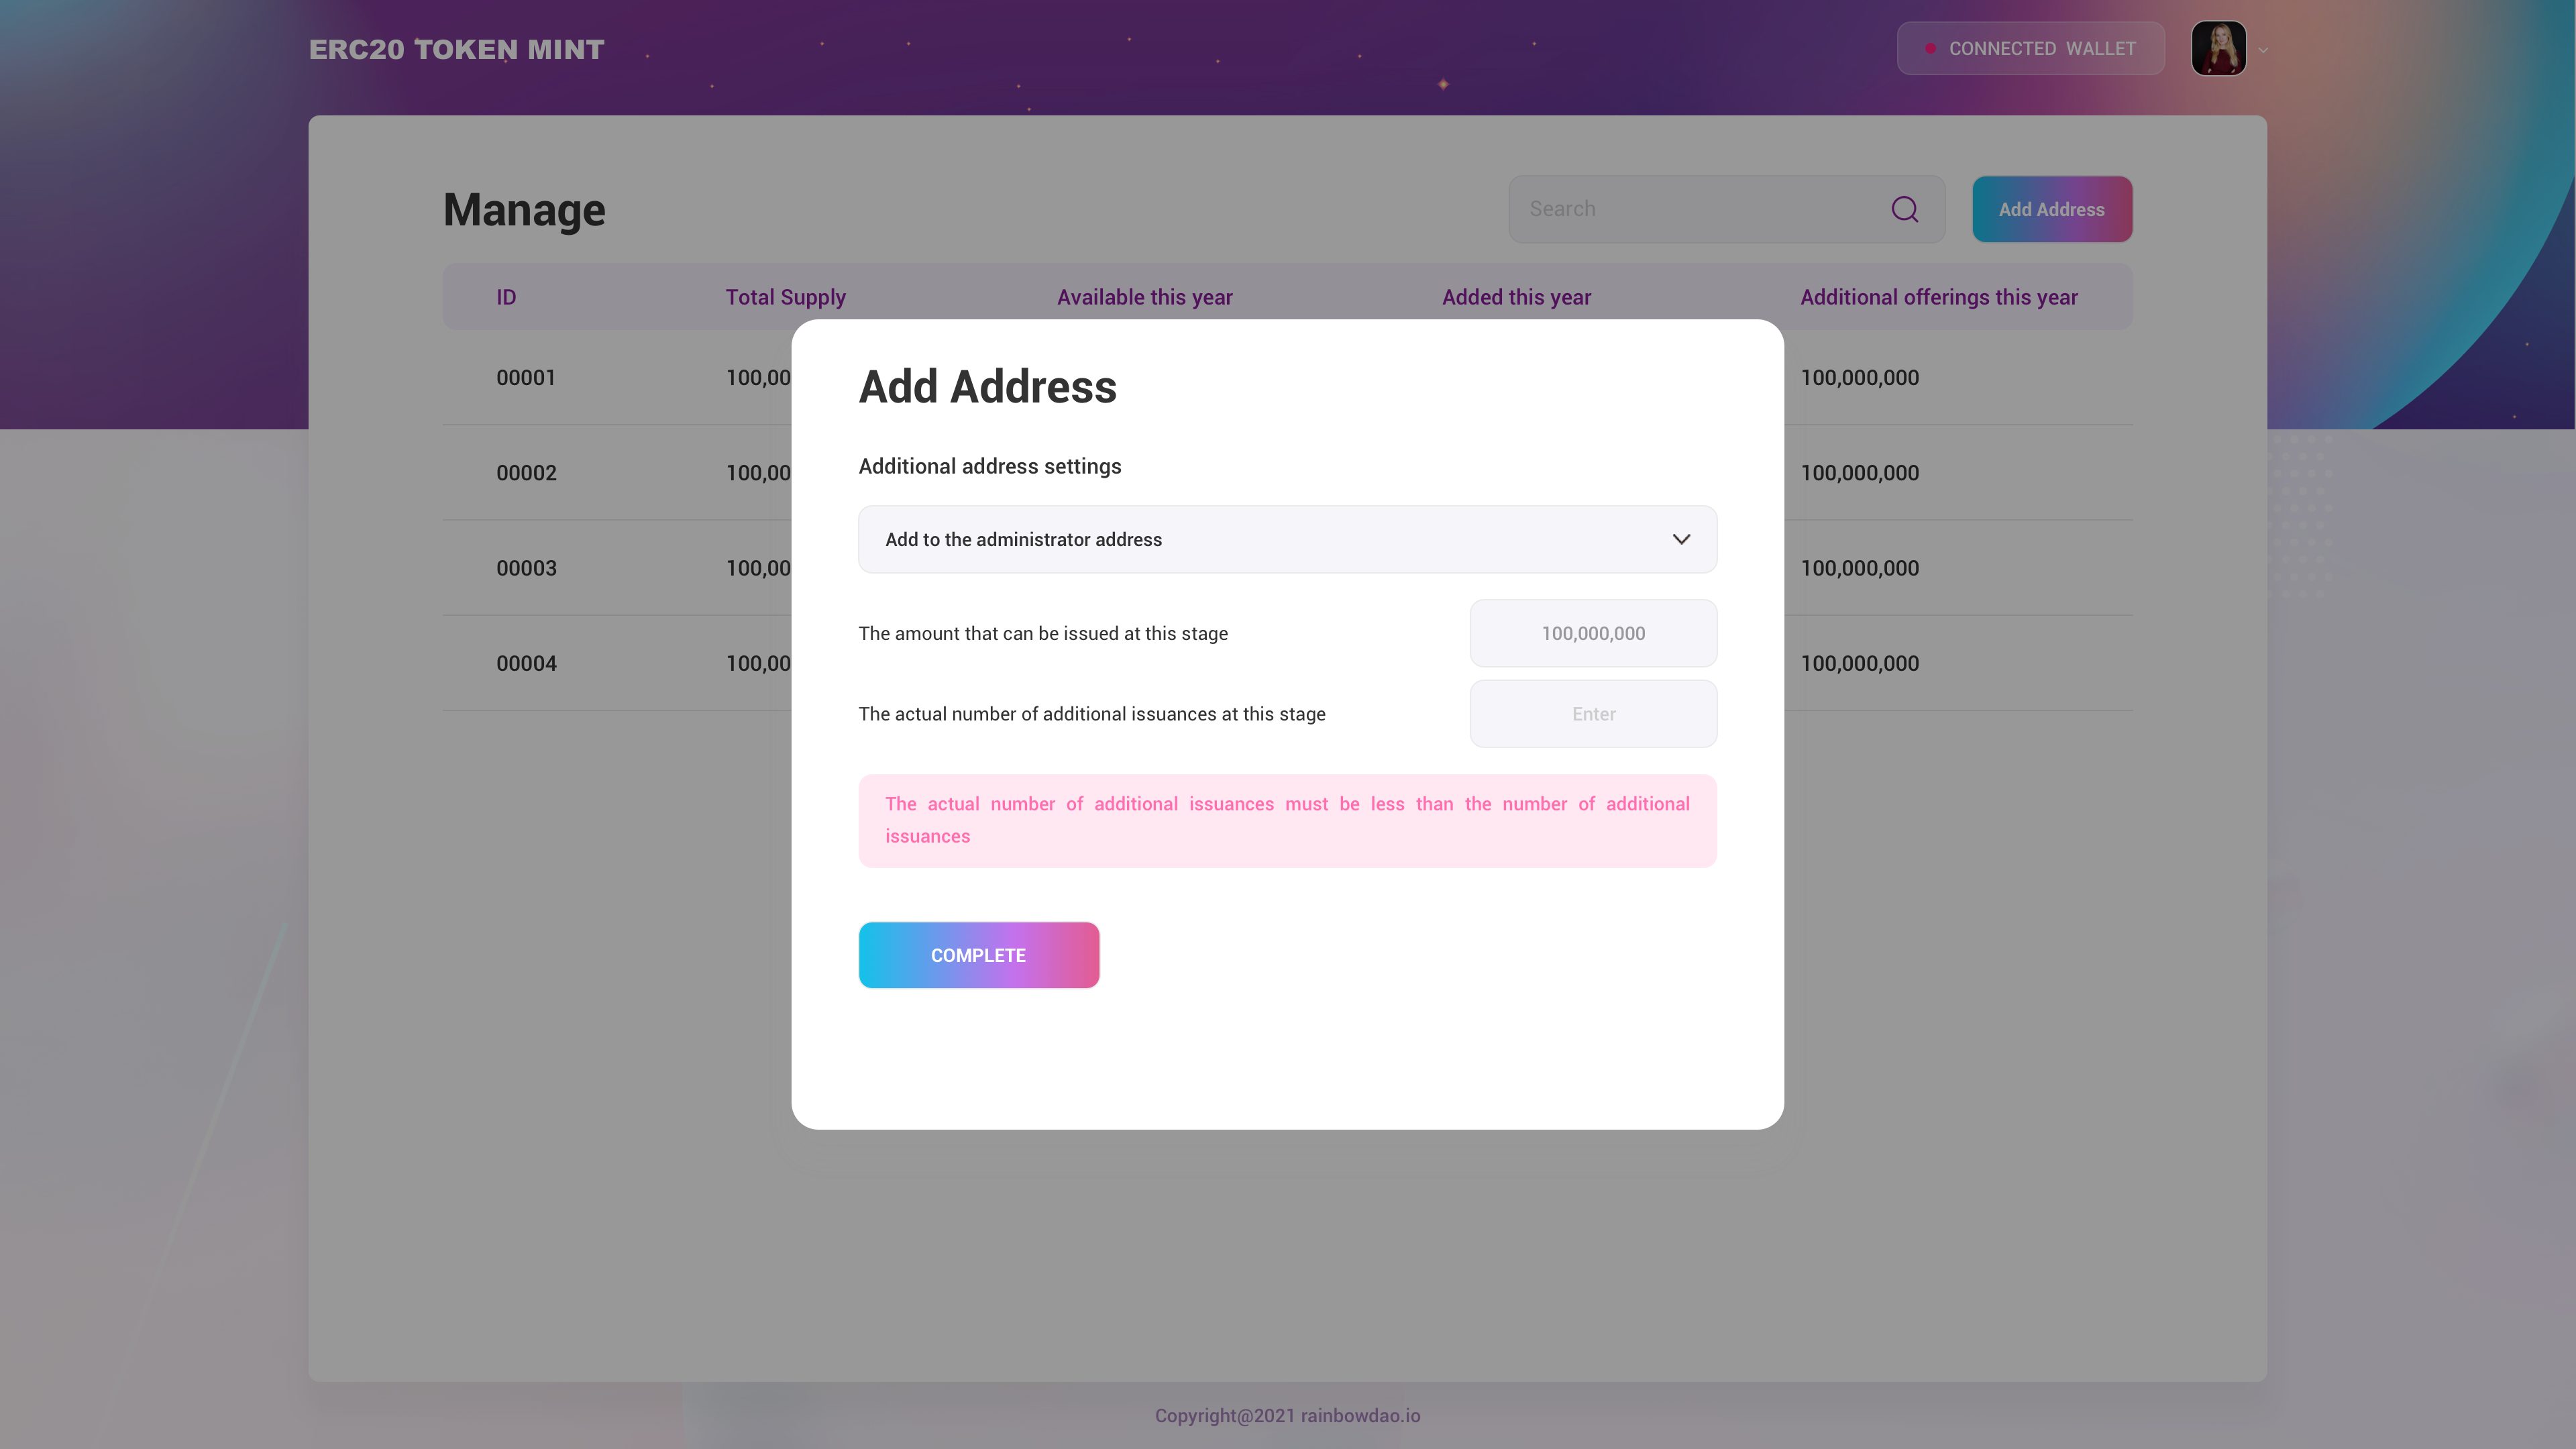 ERC20 TOKEN MINT
CONNECTED WALLET
Manage
Search
Add Address
ID Total Supply Available this year Added this year Additional offerings this year
00001 100,00 100,000,000
00002 100,00 100,000,000
00003 100,00 100,000,000
00004 100,00 100,000,000
Add Address
Additional address settings
Add to the administrator address
The amount that can be issued at this stage 100,000,000
The actual number of additional issuances at this stage Enter
The actual number of additional issuances must be less than the number of additional
issuances
COMPLETE
Copyright@2021 rainbowdao.io